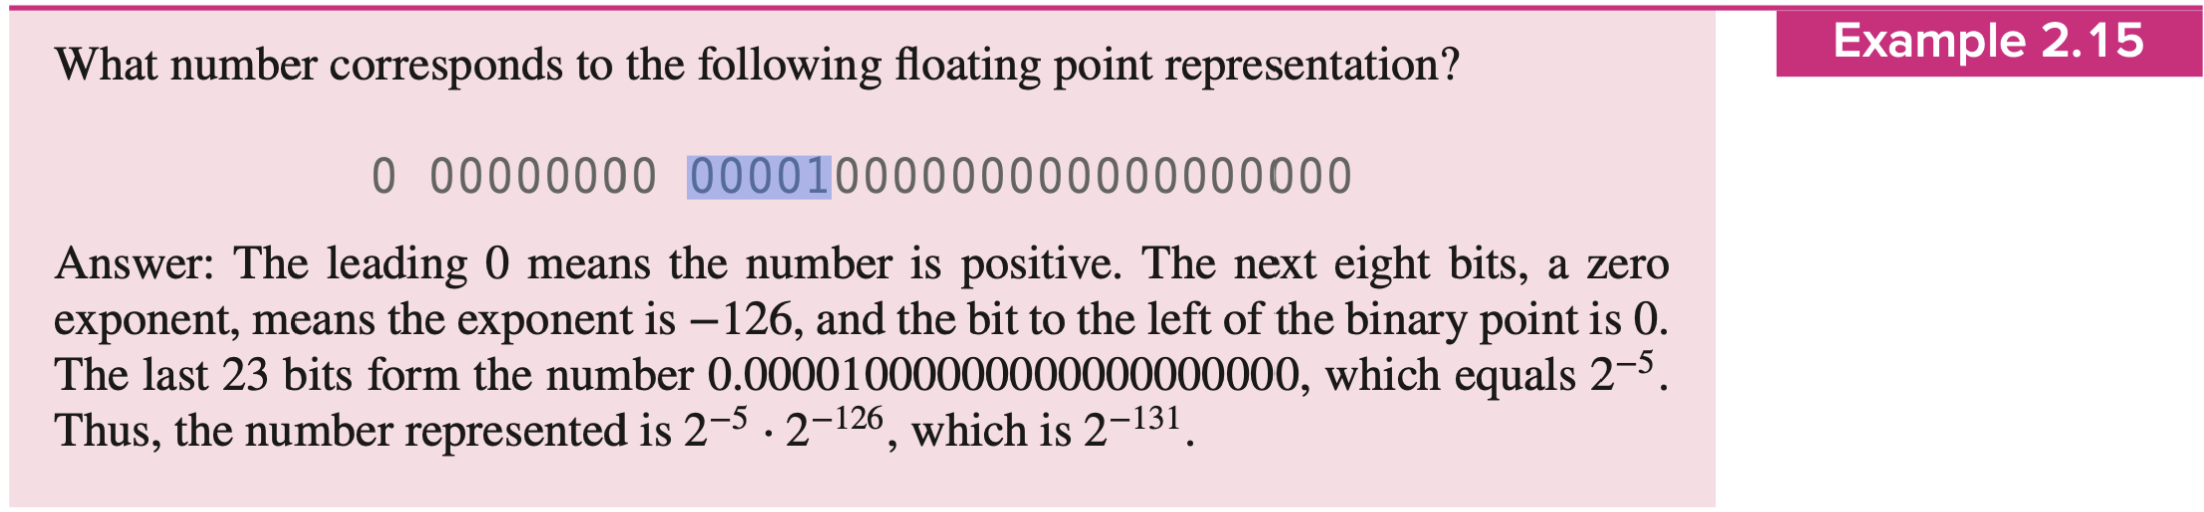 Example 2.15
What number corresponds to the following floating point representation?
0 00000000 00001000000000000000000
Answer: The leading 0 means the number is positive. The next eight bits, a zero
exponent, means the exponent is −126, and the bit to the left of the binary point is 0.
The last 23 bits form the number 0.00001000000000000000000, which equals 2⁻⁵.
Thus, the number represented is 2⁻⁵ · 2⁻¹²⁶, which is 2⁻¹³¹.